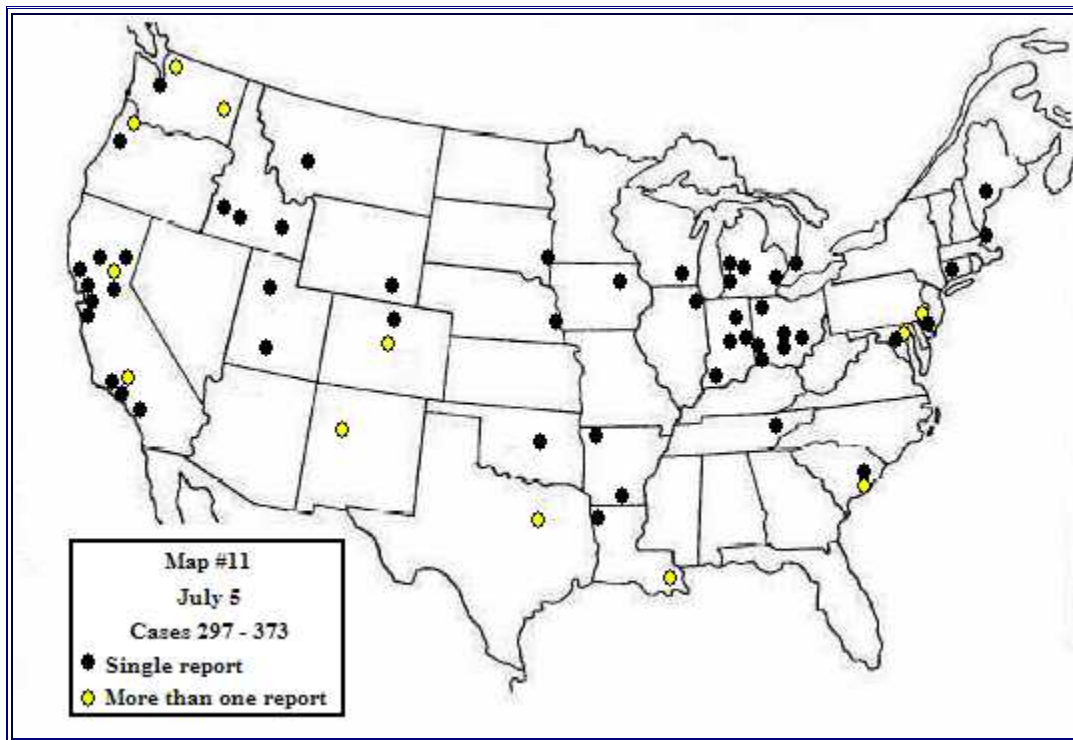 Map #11
July 5
Cases 297 - 373
Single report
More than one report